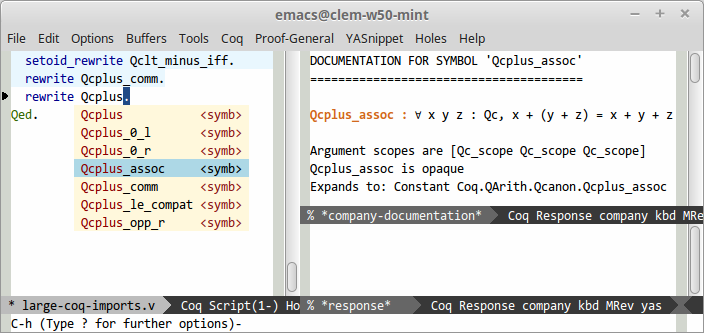 emacs@clem-w50-mint
File Edit Options Buffers Tools Coq Proof-General YASnippet Holes Help
setoid_rewrite Qclt_minus_iff.
rewrite Qcplus_comm.
rewrite Qcplus.
Qed.
Qcplus <symb>
Qcplus_0_l <symb>
Qcplus_0_r <symb>
Qcplus_assoc <symb>
Qcplus_comm <symb>
Qcplus_le_compat <symb>
Qcplus_opp_r <symb>
* large-coq-imports.v Coq Script(1-) Ho
DOCUMENTATION FOR SYMBOL 'Qcplus_assoc'
=======================================
Qcplus_assoc : ∀ x y z : Qc, x + (y + z) = x + y + z
Argument scopes are [Qc_scope Qc_scope Qc_scope]
Qcplus_assoc is opaque
Expands to: Constant Coq.QArith.Qcanon.Qcplus_assoc
% *company-documentation* Coq Response company kbd MRe
% *response* Coq Response company kbd MRev yas
C-h (Type ? for further options)-